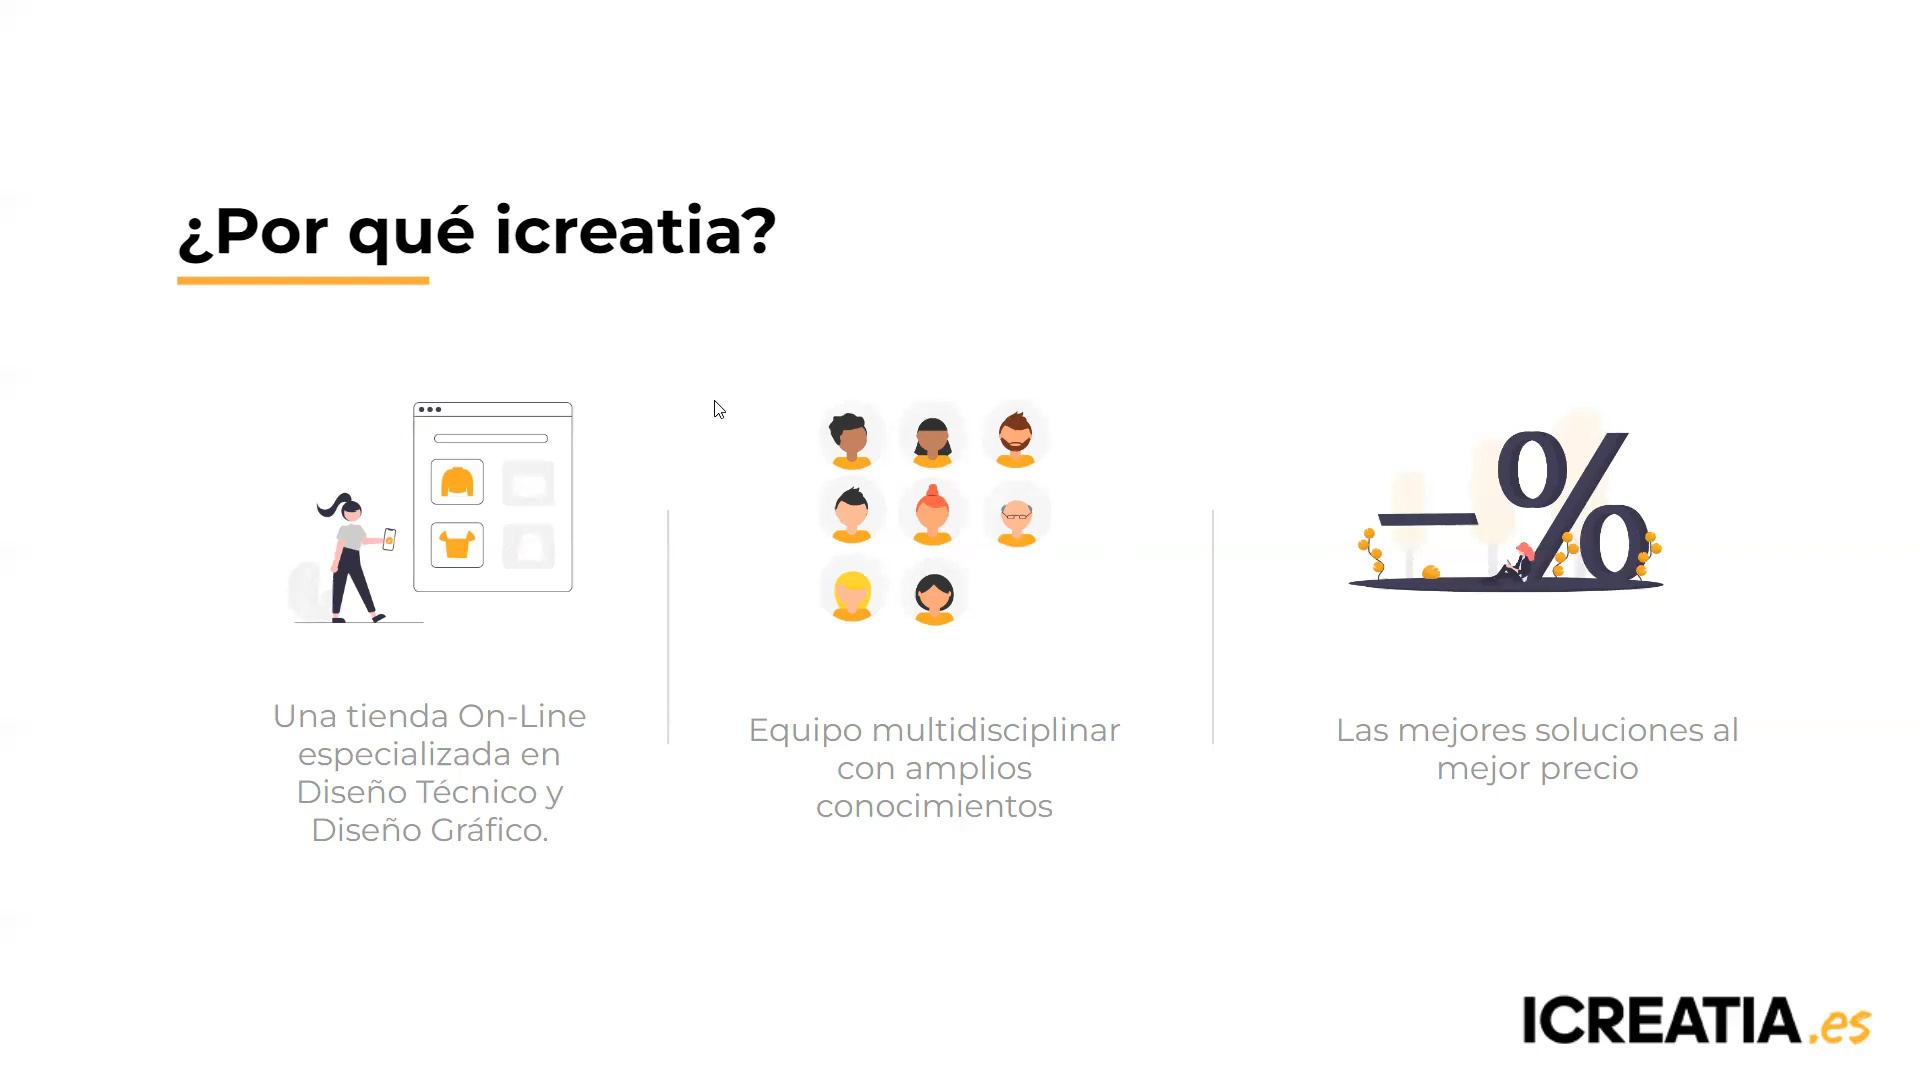 ¿Por qué icreatia?
Una tienda On-Line
especializada en
Diseño Técnico y
Diseño Gráfico.
Equipo multidisciplinar
con amplios
conocimientos
Las mejores soluciones al
mejor precio
-%
ICREATIA.es